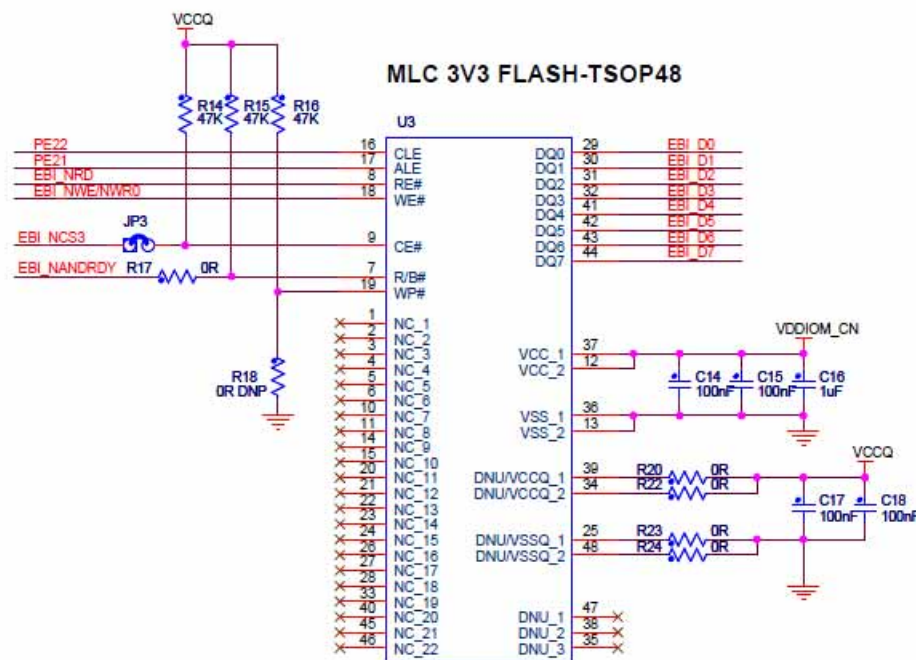 VCCQ
MLC 3V3 FLASH-TSOP48
R14 R15 R16
47K 47K 47K
U3
PE22 16 CLE DQ0 29 EBI_D0
PE21 17 ALE DQ1 30 EBI_D1
EBI_NRD 8 RE# DQ2 31 EBI_D2
EBI_NWE/NWR0 18 WE# DQ3 32 EBI_D3
DQ4 41 EBI_D4
JP3 DQ5 42 EBI_D5
EBI_NCS3 9 CE# DQ6 43 EBI_D6
DQ7 44 EBI_D7
EBI_NANDRDY R17 0R 7 R/B#
19 WP#
1 NC_1
2 NC_2
3 NC_3
4 NC_4
5 NC_5
6 NC_6
10 NC_7
11 NC_8
14 NC_9
15 NC_10
20 NC_11
21 NC_12
22 NC_13
23 NC_14
24 NC_15
26 NC_16
27 NC_17
28 NC_18
33 NC_19
40 NC_20
45 NC_21
46 NC_22
R18
0R DNP
VDDIOM_CN
VCC_1 37
VCC_2 12
C14 C15 C16
100nF 100nF 1uF
VSS_1 36
VSS_2 13
VCCQ
DNU/VCCQ_1 39 R20 0R
DNU/VCCQ_2 34 R22 0R
C17 C18
100nF 100nF
DNU/VSSQ_1 25 R23 0R
DNU/VSSQ_2 48 R24 0R
DNU_1 47
DNU_2 38
DNU_3 35